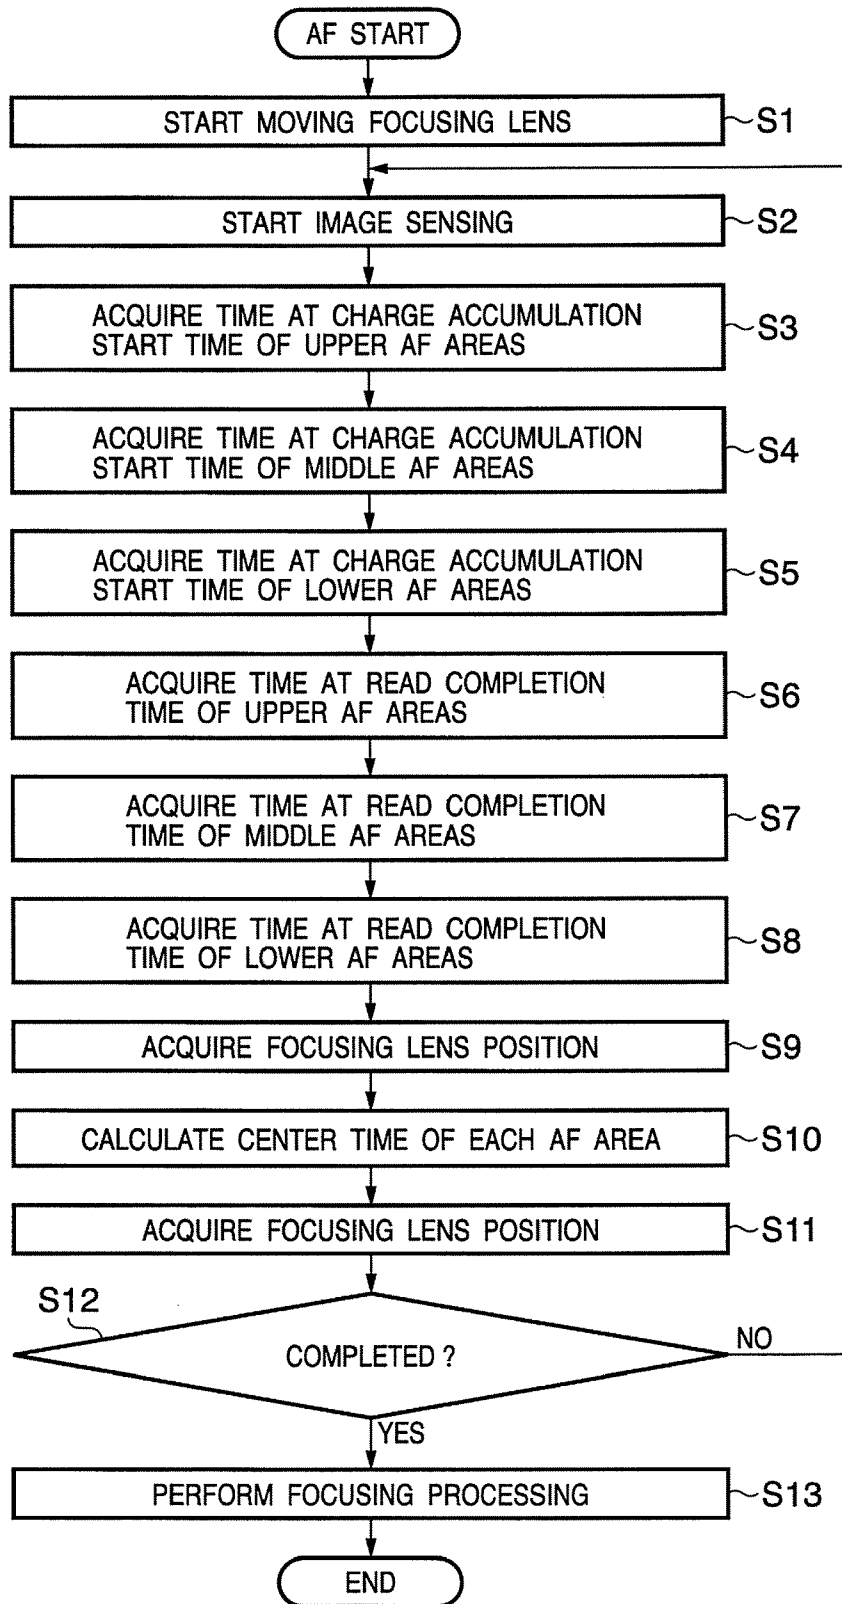 AF START
START MOVING FOCUSING LENS
S1
START IMAGE SENSING
S2
ACQUIRE TIME AT CHARGE ACCUMULATION
START TIME OF UPPER AF AREAS
S3
ACQUIRE TIME AT CHARGE ACCUMULATION
START TIME OF MIDDLE AF AREAS
S4
ACQUIRE TIME AT CHARGE ACCUMULATION
START TIME OF LOWER AF AREAS
S5
ACQUIRE TIME AT READ COMPLETION
TIME OF UPPER AF AREAS
S6
ACQUIRE TIME AT READ COMPLETION
TIME OF MIDDLE AF AREAS
S7
ACQUIRE TIME AT READ COMPLETION
TIME OF LOWER AF AREAS
S8
ACQUIRE FOCUSING LENS POSITION
S9
CALCULATE CENTER TIME OF EACH AF AREA
S10
ACQUIRE FOCUSING LENS POSITION
S11
S12
COMPLETED ?
NO
YES
PERFORM FOCUSING PROCESSING
S13
END